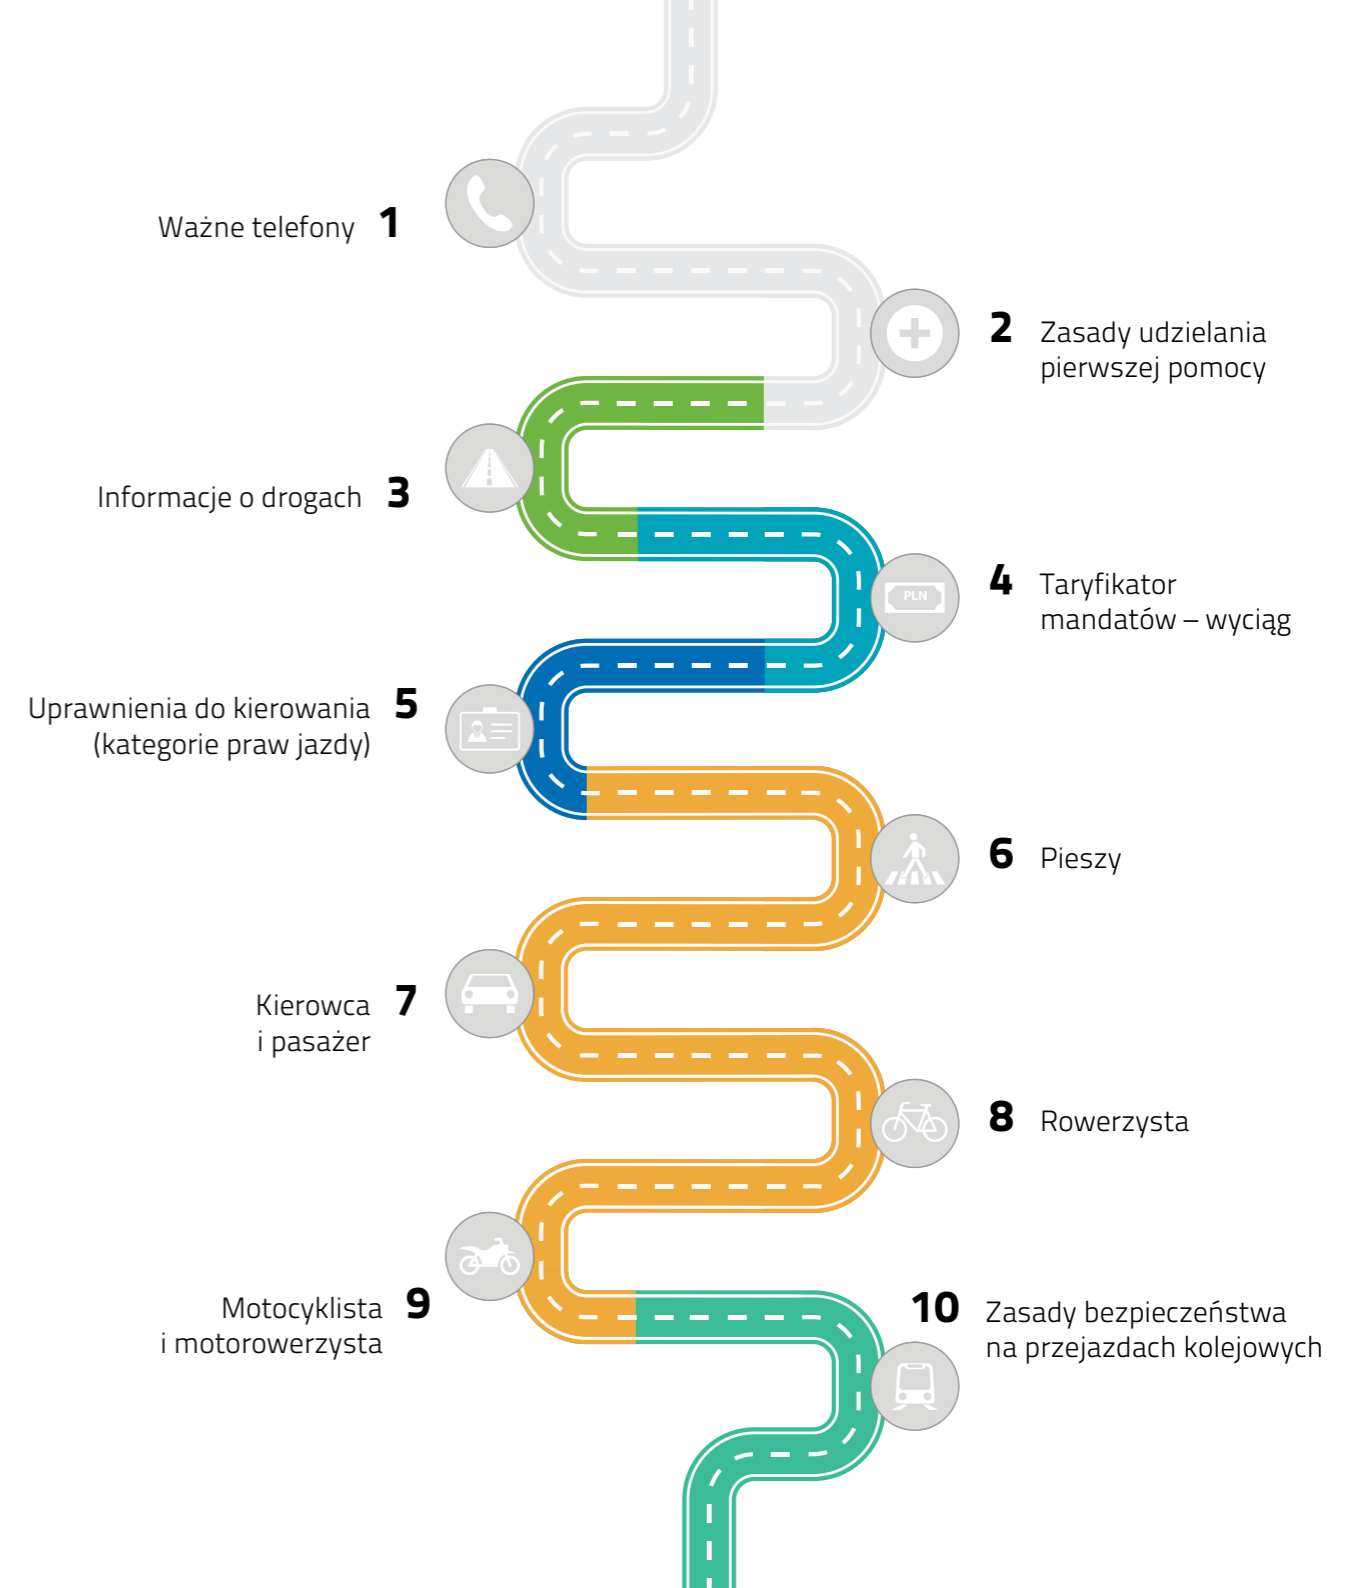 Ważne telefony 1
2 Zasady udzielania
pierwszej pomocy
Informacje o drogach 3
4 Taryfikator
mandatów – wyciąg
PLN
Uprawnienia do kierowania 5
(kategorie praw jazdy)
6 Pieszy
Kierowca 7
i pasażer
8 Rowerzysta
Motocyklista 9
i motorowerzysta
10 Zasady bezpieczeństwa
na przejazdach kolejowych